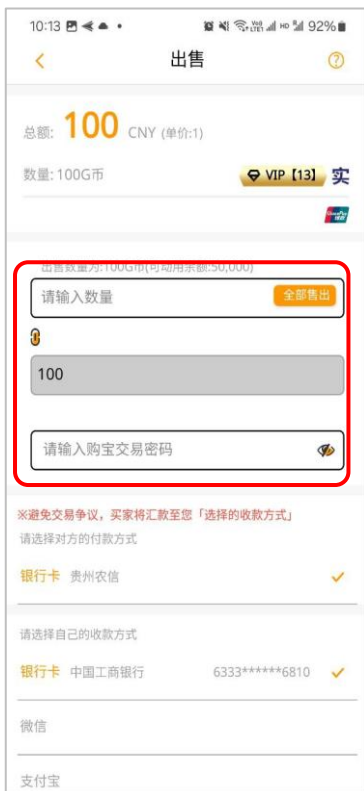 10:13 HD 92%
出售
总额: 100 CNY (单价:1)
数量: 100G币 VIP【13】 实
出售数量为:100G币(可动用余额:50,000)
请输入数量 全部售出
100
请输入购宝交易密码
※避免交易争议，买家将汇款至您「选择的收款方式」
请选择对方的付款方式
银行卡 贵州农信
请选择自己的收款方式
银行卡 中国工商银行 6333******6810
微信
支付宝